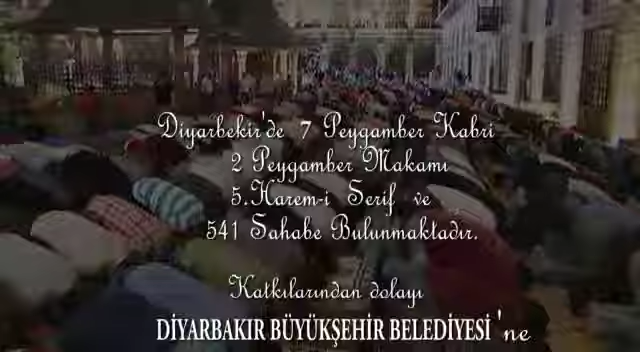 Diyarbekir'de 7 Peygamber Kabri
2 Peygamber Makamı
5.Harem-i Serif ve
541 Sahabe Bulunmaktadır.
Katkılarından dolayı
DİYARBAKIR BÜYÜKŞEHİR BELEDİYESİ 'ne